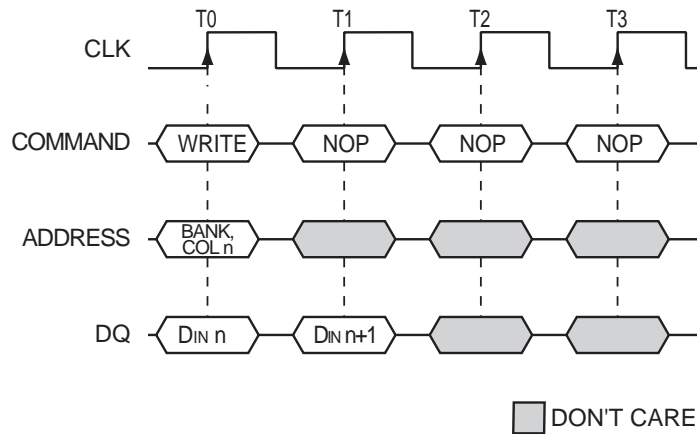 T0 T1 T2 T3
CLK
COMMAND WRITE NOP NOP NOP
ADDRESS BANK,
COL n
DQ DIN n DIN n+1
DON'T CARE